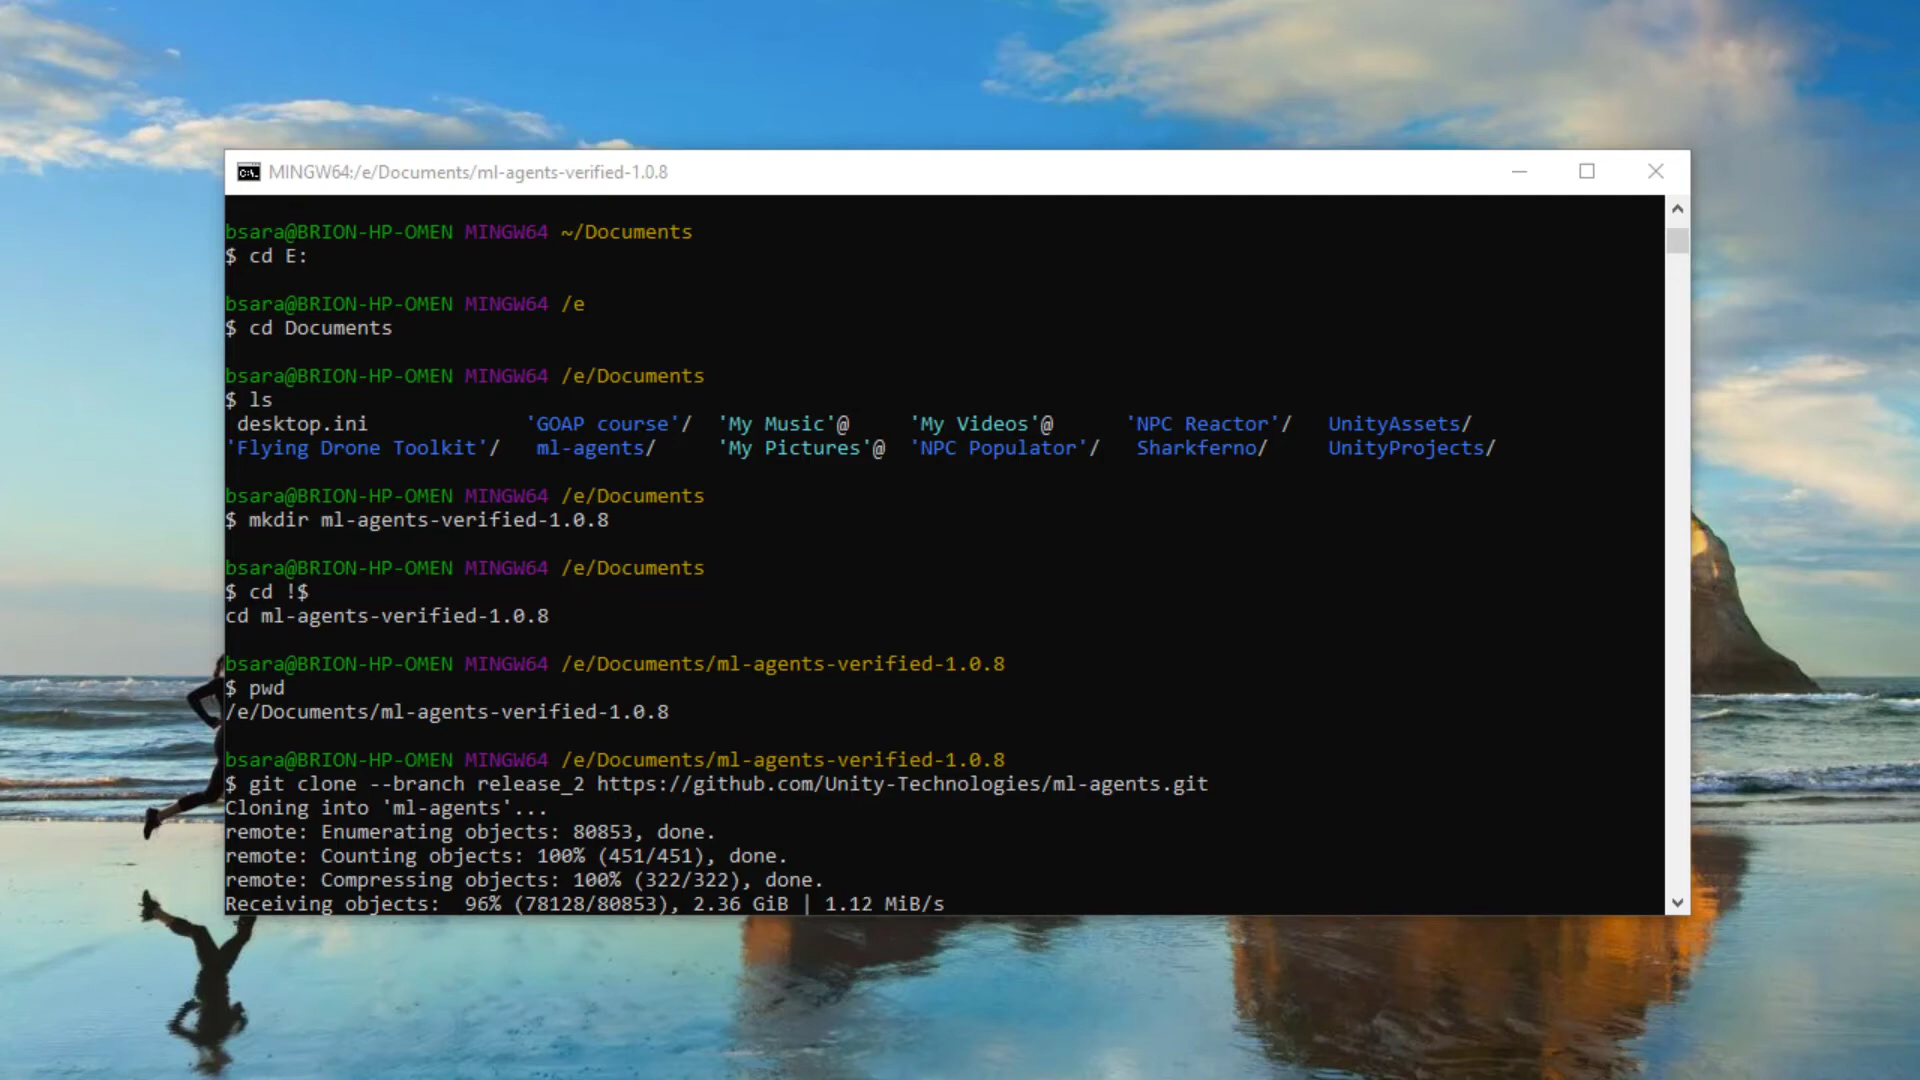 MINGW64:/e/Documents/ml-agents-verified-1.0.8
bsara@BRION-HP-OMEN MINGW64 ~/Documents
$ cd E:
bsara@BRION-HP-OMEN MINGW64 /e
$ cd Documents
bsara@BRION-HP-OMEN MINGW64 /e/Documents
$ ls
desktop.ini 'GOAP course'/ 'My Music'@ 'My Videos'@ 'NPC Reactor'/ UnityAssets/
'Flying Drone Toolkit'/ ml-agents/ 'My Pictures'@ 'NPC Populator'/ Sharkferno/ UnityProjects/
bsara@BRION-HP-OMEN MINGW64 /e/Documents
$ mkdir ml-agents-verified-1.0.8
bsara@BRION-HP-OMEN MINGW64 /e/Documents
$ cd !$
cd ml-agents-verified-1.0.8
bsara@BRION-HP-OMEN MINGW64 /e/Documents/ml-agents-verified-1.0.8
$ pwd
/e/Documents/ml-agents-verified-1.0.8
bsara@BRION-HP-OMEN MINGW64 /e/Documents/ml-agents-verified-1.0.8
$ git clone --branch release_2 https://github.com/Unity-Technologies/ml-agents.git
Cloning into 'ml-agents'...
remote: Enumerating objects: 80853, done.
remote: Counting objects: 100% (451/451), done.
remote: Compressing objects: 100% (322/322), done.
Receiving objects:  96% (78128/80853), 2.36 GiB | 1.12 MiB/s